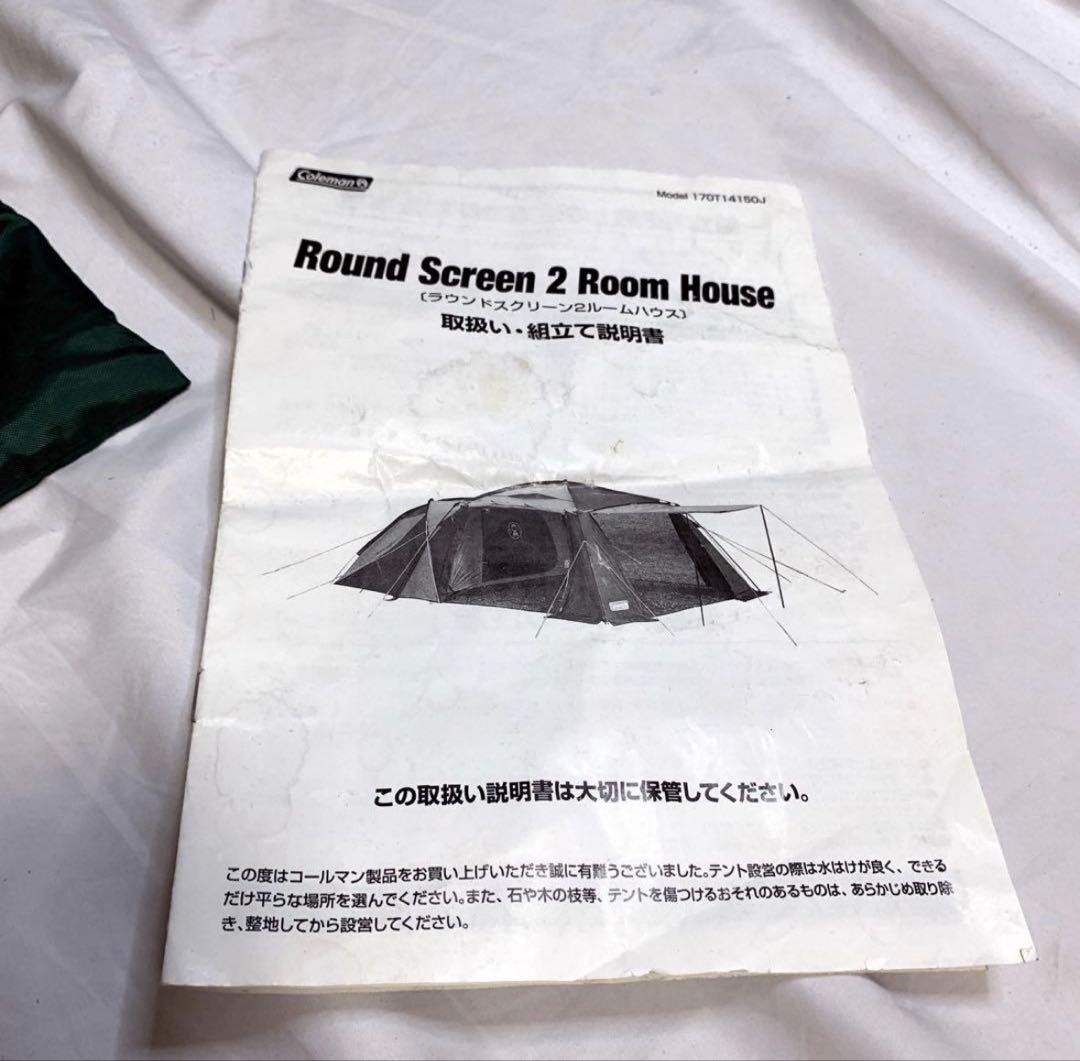 Coleman
Model 170T14150J
Round Screen 2 Room House
〔ラウンドスクリーン2ルームハウス〕
取扱い・組立て説明書
この取扱い説明書は大切に保管してください。
この度はコールマン製品をお買い上げいただき誠に有難うございました。テント設営の際は水はけが良く、できる
だけ平らな場所を選んでください。また、石や木の枝等、テントを傷つけるおそれのあるものは、あらかじめ取り除
き、整地してから設営してください。